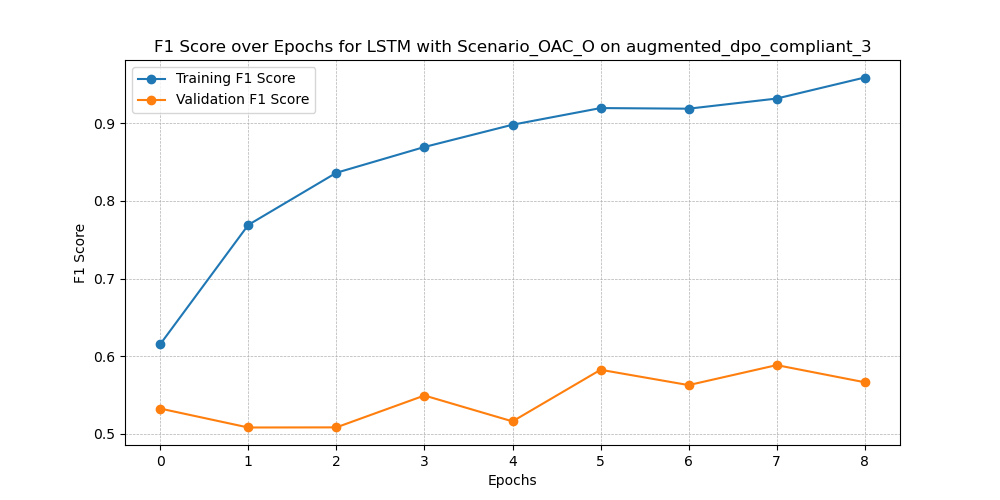 F1 Score over Epochs for LSTM with Scenario_OAC_O on augmented_dpo_compliant_3
Training F1 Score
Validation F1 Score
F1 Score
0.9
0.8
0.7
0.6
0.5
0 1 2 3 4 5 6 7 8
Epochs